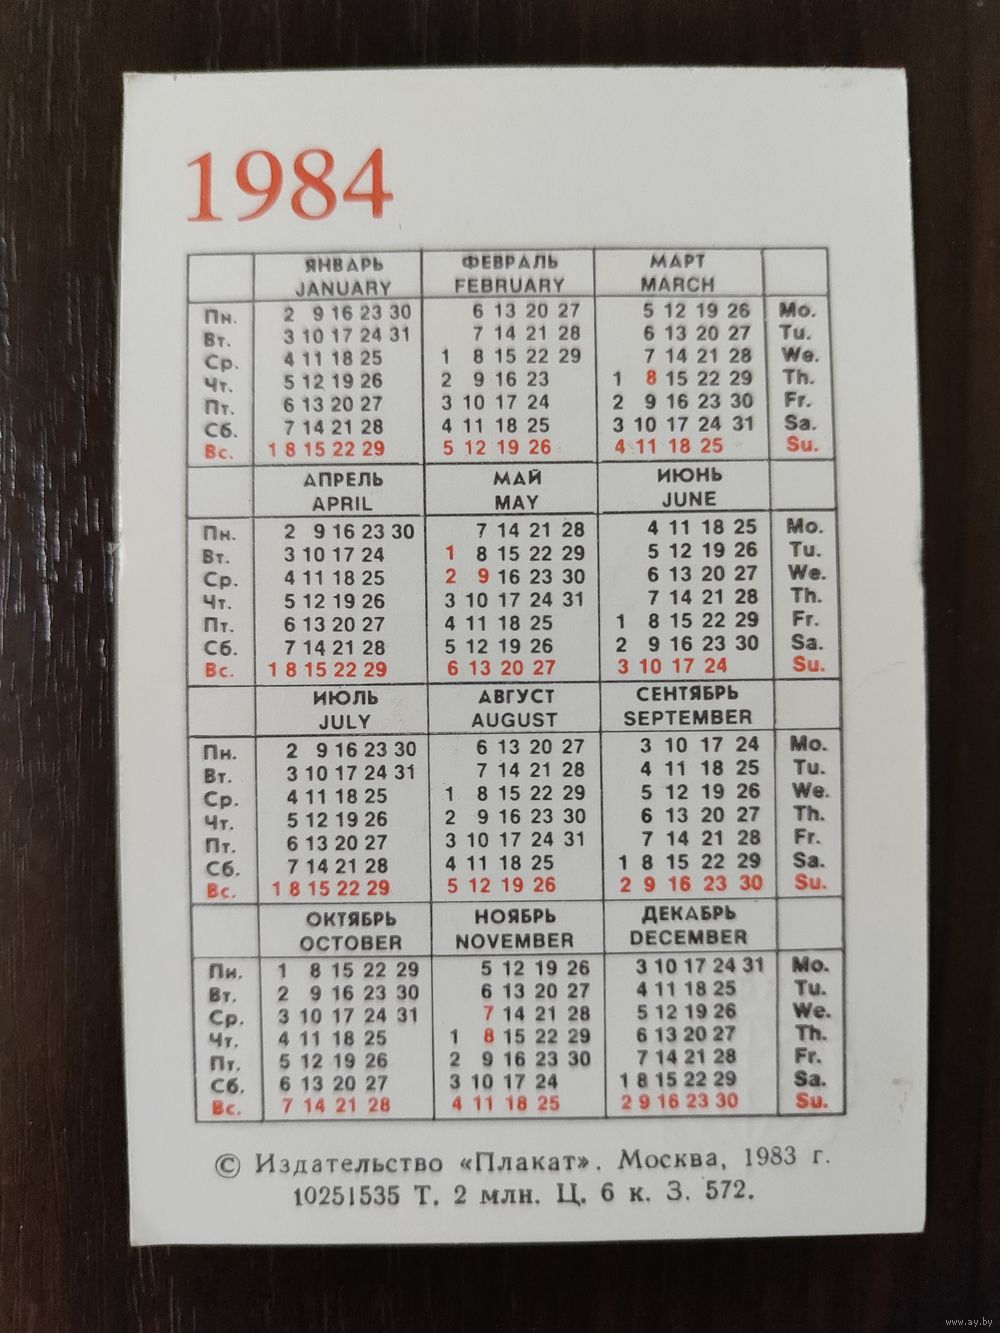 1984
ЯНВАРЬ ФЕВРАЛЬ МАРТ
JANUARY FEBRUARY MARCH
Пн. 2 9 16 23 30 6 13 20 27 5 12 19 26 Mo.
Вт. 3 10 17 24 31 7 14 21 28 6 13 20 27 Tu.
Ср. 4 11 18 25 1 8 15 22 29 7 14 21 28 We.
Чт. 5 12 19 26 2 9 16 23 1 8 15 22 29 Th.
Пт. 6 13 20 27 3 10 17 24 2 9 16 23 30 Fr.
Сб. 7 14 21 28 4 11 18 25 3 10 17 24 31 Sa.
Вс. 1 8 15 22 29 5 12 19 26 4 11 18 25 Su.
АПРЕЛЬ МАЙ ИЮНЬ
APRIL MAY JUNE
Пн. 2 9 16 23 30 7 14 21 28 4 11 18 25 Mo.
Вт. 3 10 17 24 1 8 15 22 29 5 12 19 26 Tu.
Ср. 4 11 18 25 2 9 16 23 30 6 13 20 27 We.
Чт. 5 12 19 26 3 10 17 24 31 7 14 21 28 Th.
Пт. 6 13 20 27 4 11 18 25 1 8 15 22 29 Fr.
Сб. 7 14 21 28 5 12 19 26 2 9 16 23 30 Sa.
Вс. 1 8 15 22 29 6 13 20 27 3 10 17 24 Su.
ИЮЛЬ АВГУСТ СЕНТЯБРЬ
JULY AUGUST SEPTEMBER
Пн. 2 9 16 23 30 6 13 20 27 3 10 17 24 Mo.
Вт. 3 10 17 24 31 7 14 21 28 4 11 18 25 Tu.
Ср. 4 11 18 25 1 8 15 22 29 5 12 19 26 We.
Чт. 5 12 19 26 2 9 16 23 30 6 13 20 27 Th.
Пт. 6 13 20 27 3 10 17 24 31 7 14 21 28 Fr.
Сб. 7 14 21 28 4 11 18 25 1 8 15 22 29 Sa.
Вс. 1 8 15 22 29 5 12 19 26 2 9 16 23 30 Su.
ОКТЯБРЬ НОЯБРЬ ДЕКАБРЬ
OCTOBER NOVEMBER DECEMBER
Пн. 1 8 15 22 29 5 12 19 26 3 10 17 24 31 Mo.
Вт. 2 9 16 23 30 6 13 20 27 4 11 18 25 Tu.
Ср. 3 10 17 24 31 7 14 21 28 5 12 19 26 We.
Чт. 4 11 18 25 1 8 15 22 29 6 13 20 27 Th.
Пт. 5 12 19 26 2 9 16 23 30 7 14 21 28 Fr.
Сб. 6 13 20 27 3 10 17 24 1 8 15 22 29 Sa.
Вс. 7 14 21 28 4 11 18 25 2 9 16 23 30 Su.
© Издательство «Плакат». Москва, 1983 г.
10251535 Т. 2 млн. Ц. 6 к. З. 572.
www.ay.by